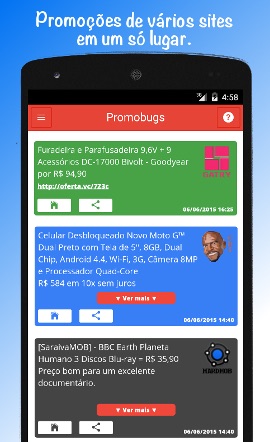 Promoções de vários sites
em um só lugar.
4:58
Promobugs
?
Furadeira e Parafusadeira 9,6V + 9
Acessórios DC-17000 Bivolt - Goodyear
por R$ 94,90
http://oferta.vc/7Z3c
GATRY
06/06/2015 16:25
Celular Desbloqueado Novo Moto G™
Dual Preto com Tela de 5", 8GB, Dual
Chip, Android 4.4, Wi-Fi, 3G, Câmera 8MP
e Processador Quad-Core
R$ 584 em 10x sem juros
▼ Ver mais ▼
06/06/2015 14:40
[SaraivaMOB] - BBC Earth Planeta
Humano 3 Discos Blu-ray = R$ 35,90
Preço bom para um excelente
documentário.
HARDMOB
▼ Ver mais ▼
06/06/2015 14:40